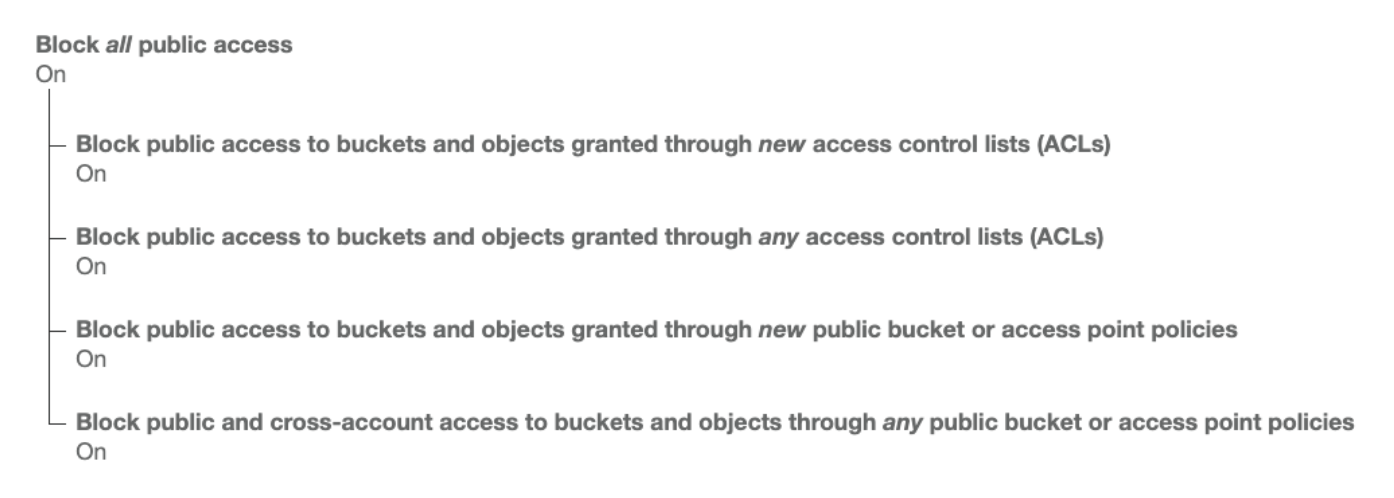 Block all public access
On
Block public access to buckets and objects granted through new access control lists (ACLs)
On
Block public access to buckets and objects granted through any access control lists (ACLs)
On
Block public access to buckets and objects granted through new public bucket or access point policies
On
Block public and cross-account access to buckets and objects through any public bucket or access point policies
On